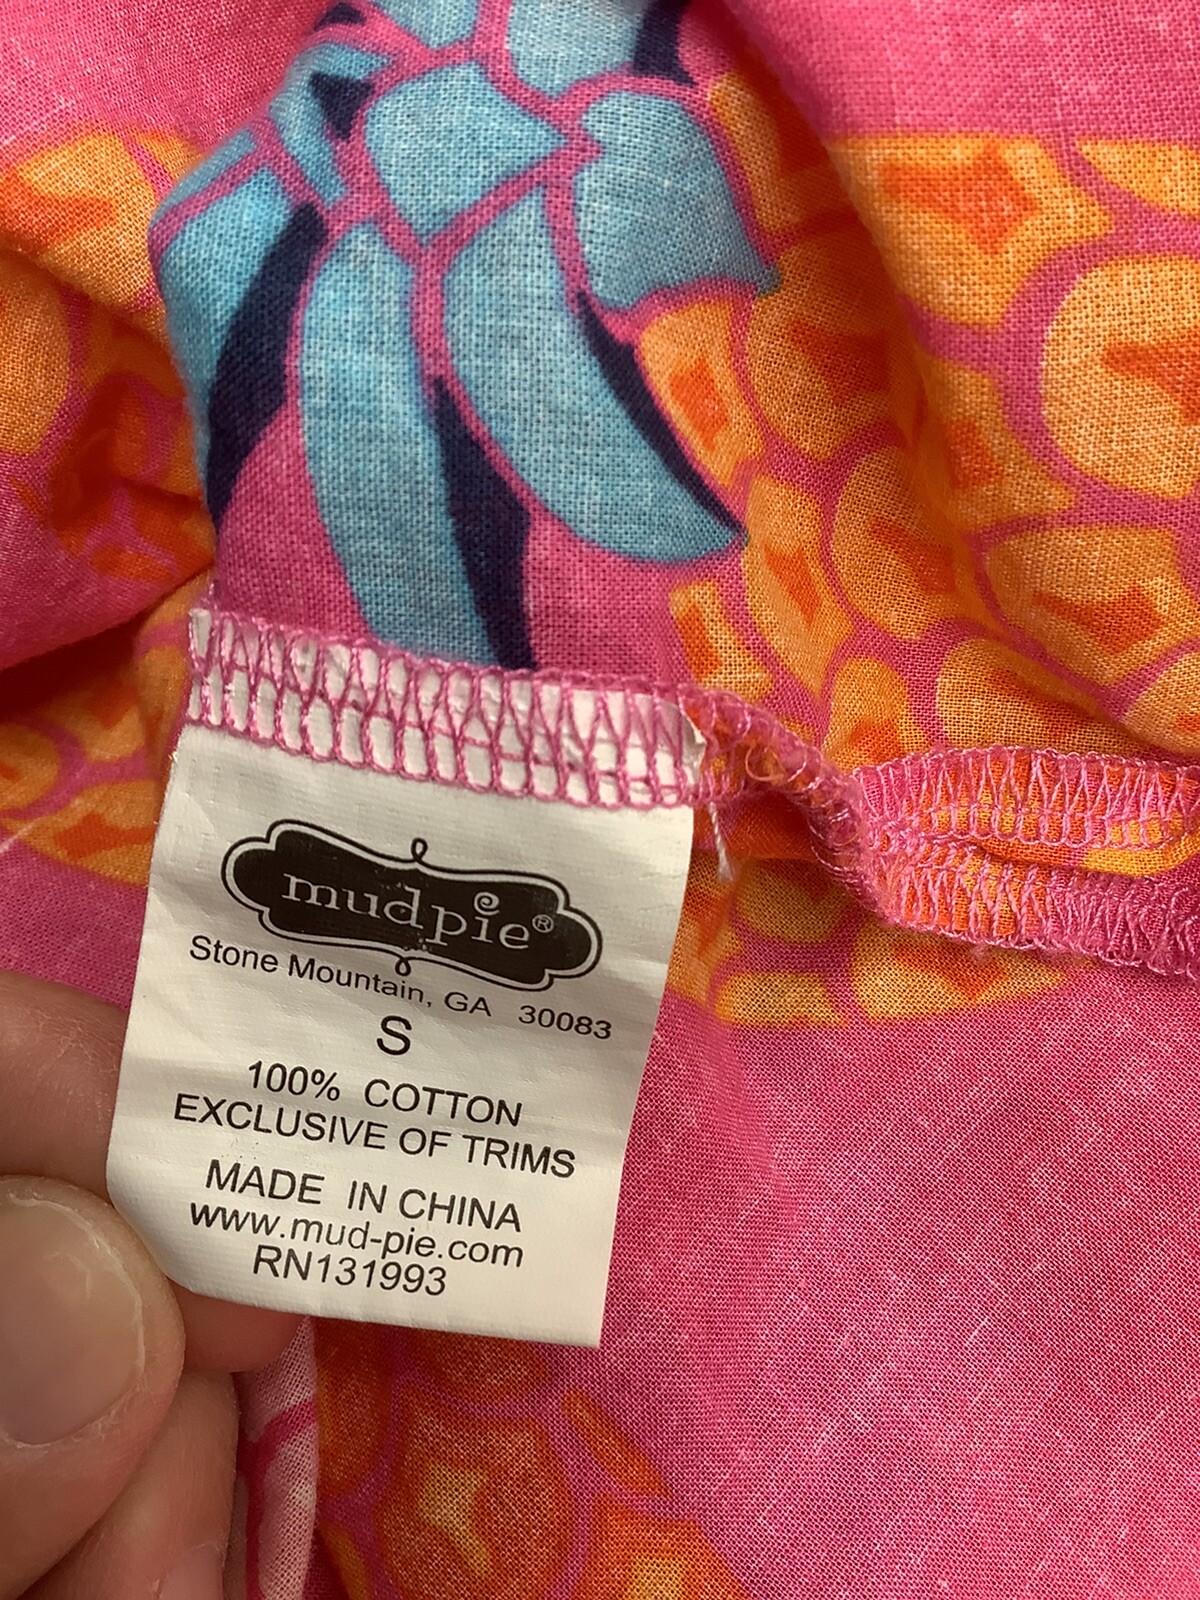 mudpie®
Stone Mountain, GA 30083
S
100% COTTON
EXCLUSIVE OF TRIMS
MADE IN CHINA
www.mud-pie.com
RN131993